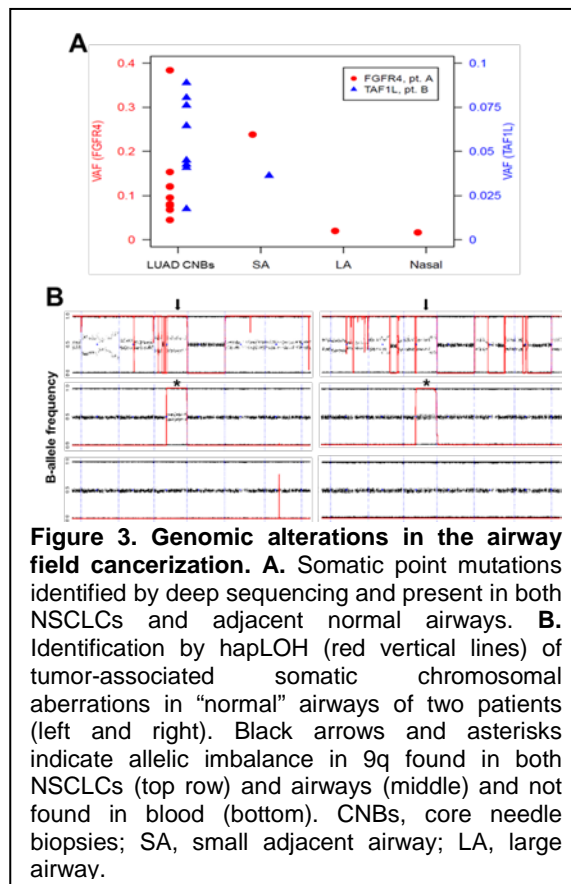 A
0.4
0.3
0.2
0.1
0
VAF (FGFR4)
FGFR4, pt. A
TAF1L, pt. B
0.1
0.075
0.05
0.025
0
VAF (TAF1L)
LUAD CNBs SA LA Nasal
B
* *
B-allele frequency
Figure 3. Genomic alterations in the airway
field cancerization. A. Somatic point mutations
identified by deep sequencing and present in both
NSCLCs and adjacent normal airways. B.
Identification by hapLOH (red vertical lines) of
tumor-associated somatic chromosomal
aberrations in “normal” airways of two patients
(left and right). Black arrows and asterisks
indicate allelic imbalance in 9q found in both
NSCLCs (top row) and airways (middle) and not
found in blood (bottom). CNBs, core needle
biopsies; SA, small adjacent airway; LA, large
airway.